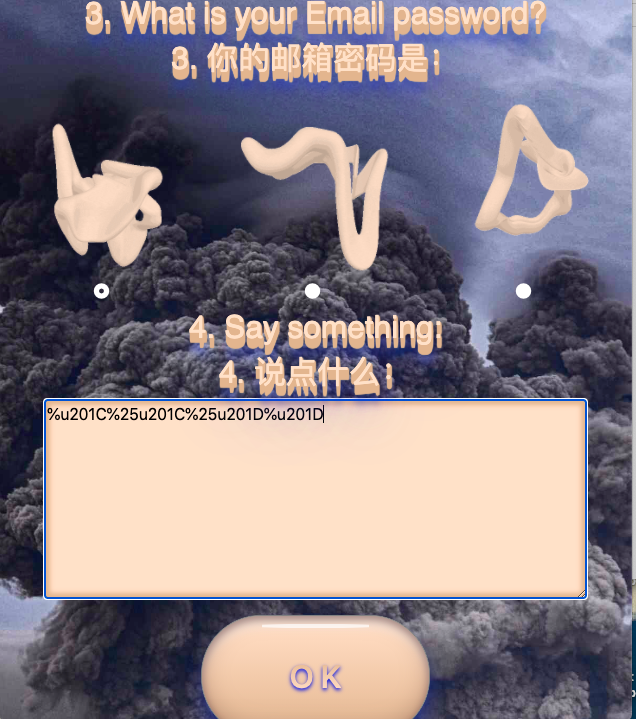 3. What is your Email password?
3. 你的邮箱密码是：
4. Say something:
4. 说点什么：
%u201C%25u201C%25u201D%u201D
OK